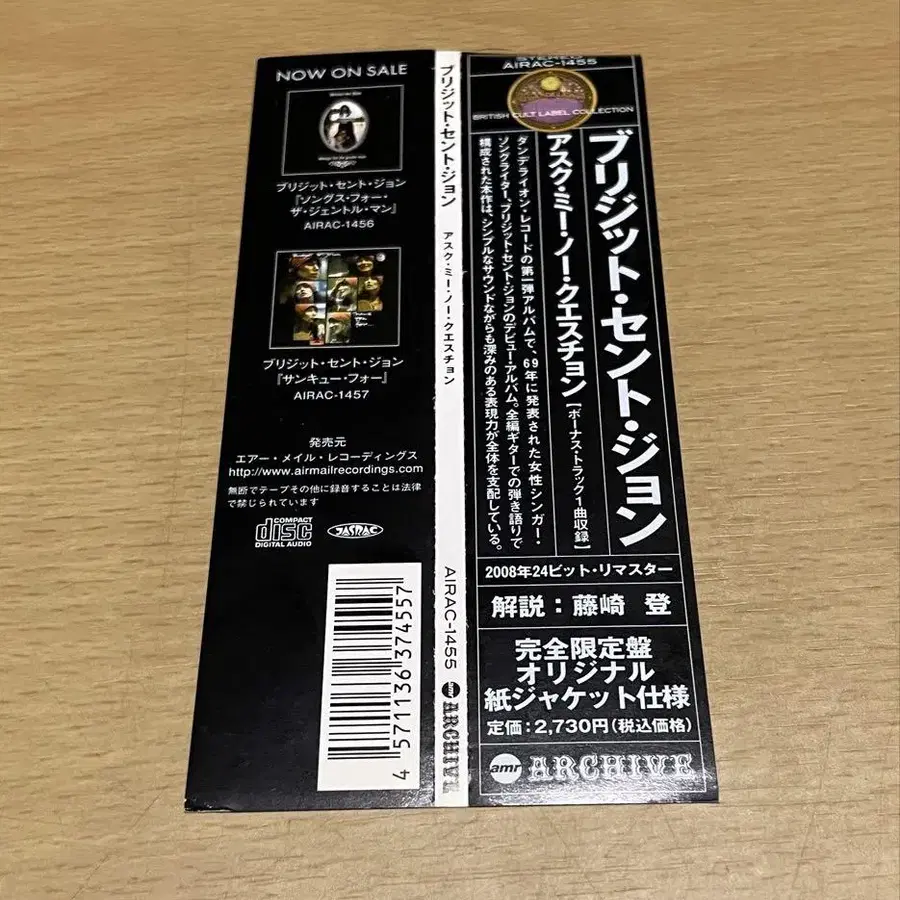 NOW ON SALE
ブリジット・セント・ジョン
『ソングス・フォー・
ザ・ジェントル・マン』
AIRAC-1456
ブリジット・セント・ジョン
『サンキュー・フォー』
AIRAC-1457
発売元
エアー・メイル・レコーディングス
http://www.airmailrecordings.com
無断でテープその他に録音することは法律
で禁じられています
COMPACT
disc
DIGITAL AUDIO
JASRAC
4 571136 374557
ブリジット・セント・ジョン アスク・ミー・ノー・クエスチョン AIRAC-1455 amr ARCHIVE
STEREO
AIRAC-1455
BRITISH CULT LABEL COLLECTION
ブリジット・セント・ジョン
アスク・ミー・ノー・クエスチョン【ボーナス・トラック1曲収録】
ダンデライオン・レコードの第一弾アルバムで、69年に発表された女性シンガー・
ソングライター、ブリジット・セント・ジョンのデビュー・アルバム。全編ギターでの弾き語りで
構成された本作は、シンプルなサウンドながらも深みのある表現力が全体を支配している。
2008年24ビット・リマスター
解説：藤崎 登
完全限定盤
オリジナル
紙ジャケット仕様
定価：2,730円（税込価格）
amr ARCHIVE